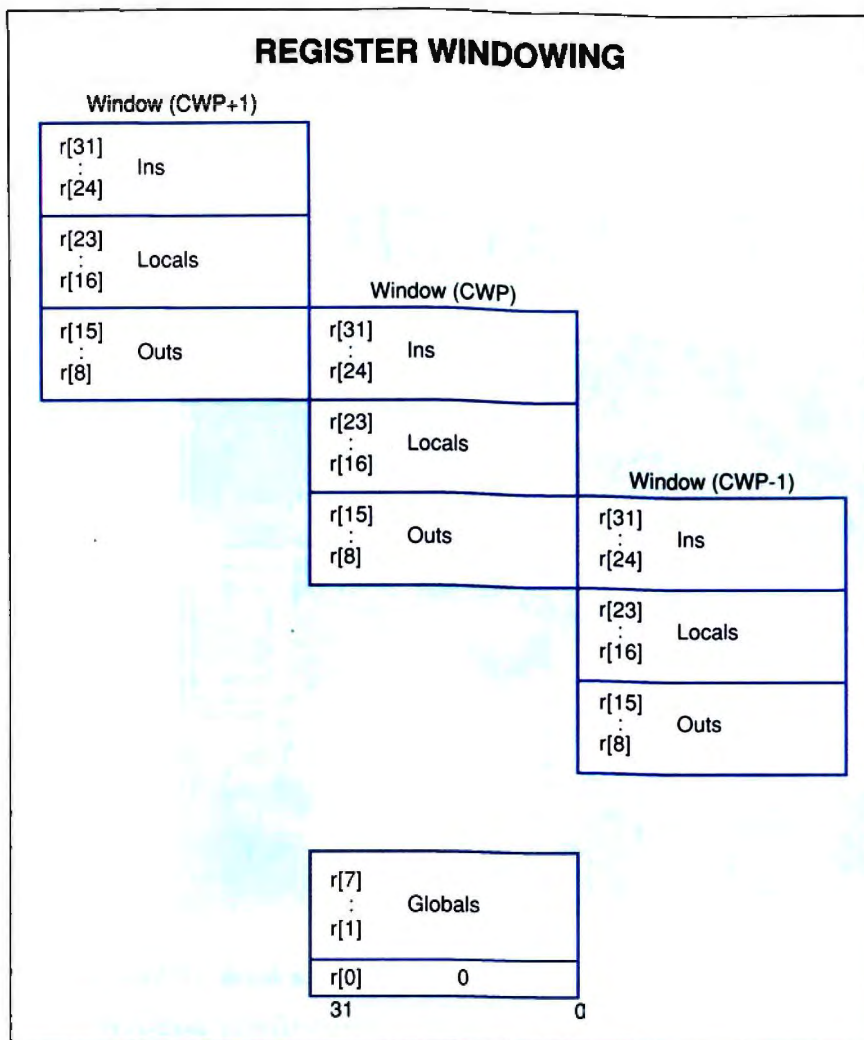 REGISTER WINDOWING
Window (CWP+1)
r[31]
:
r[24]
Ins
r[23]
:
r[16]
Locals
r[15]
:
r[8]
Outs
Window (CWP)
r[31]
:
r[24]
Ins
r[23]
:
r[16]
Locals
r[15]
:
r[8]
Outs
Window (CWP-1)
r[31]
:
r[24]
Ins
r[23]
:
r[16]
Locals
r[15]
:
r[8]
Outs
r[7]
:
r[1]
Globals
r[0] 0
31 0